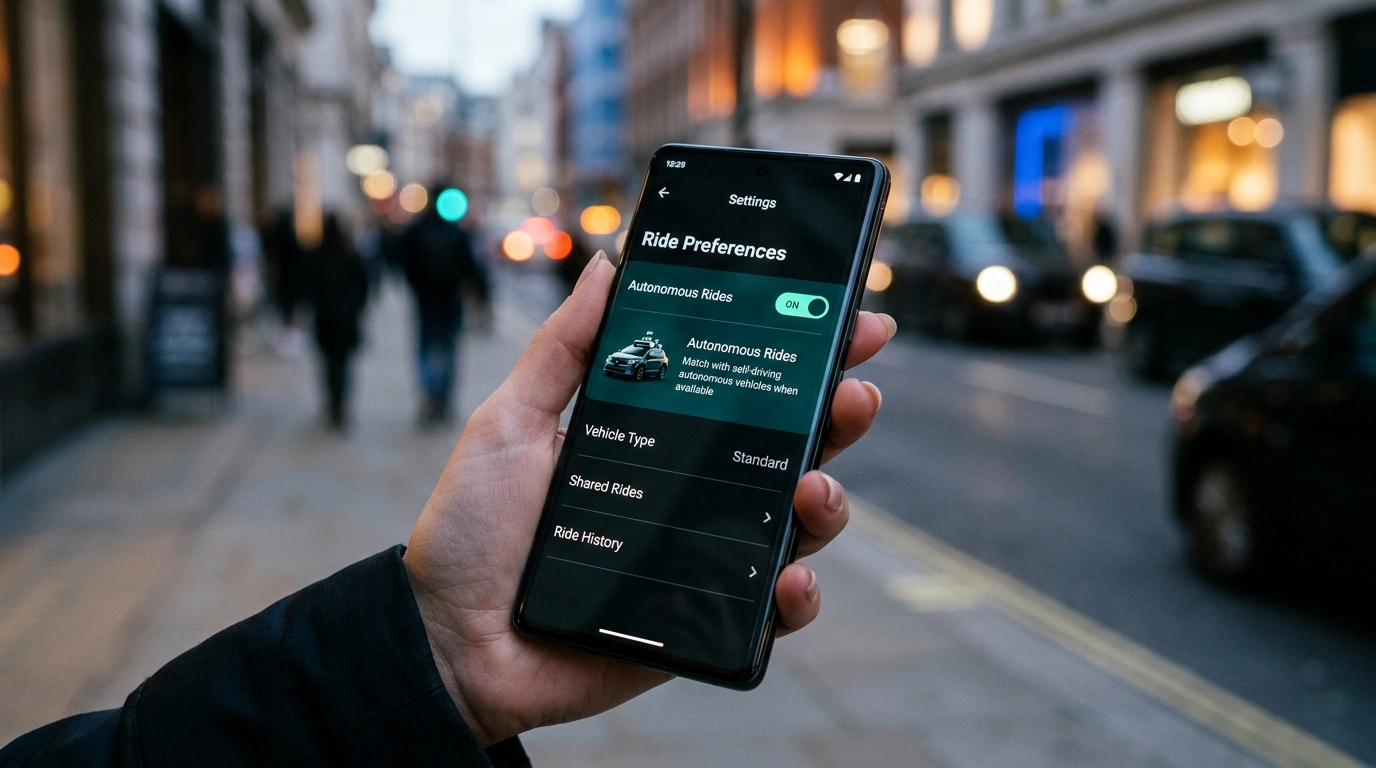 12:29
Settings
Ride Preferences
Autonomous Rides
ON
Autonomous Rides
Match with self-driving
autonomous vehicles when
available
Vehicle Type
Standard
Shared Rides
Ride History